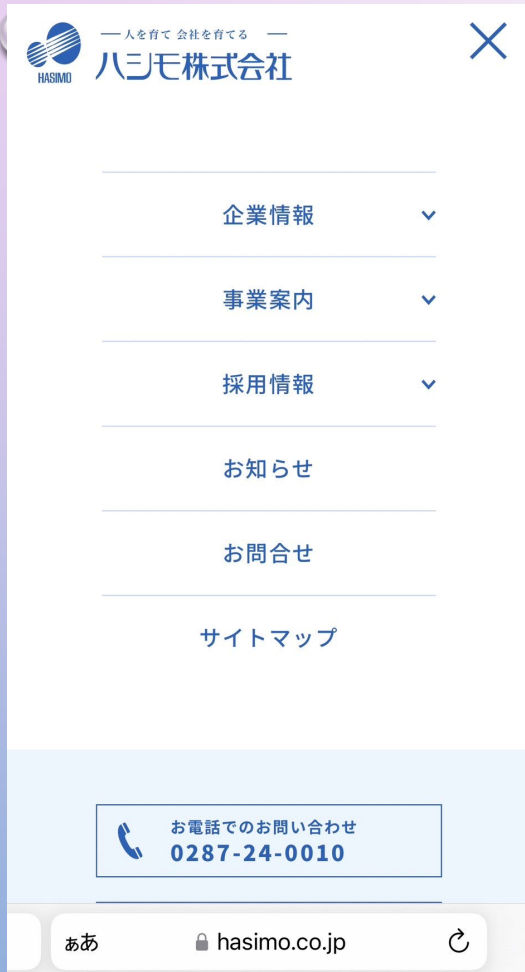 人を育て 会社を育てる
HASIMO
ハシモ株式会社
企業情報
事業案内
採用情報
お知らせ
お問合せ
サイトマップ
お電話でのお問い合わせ
0287-24-0010
ぁあ
hasimo.co.jp